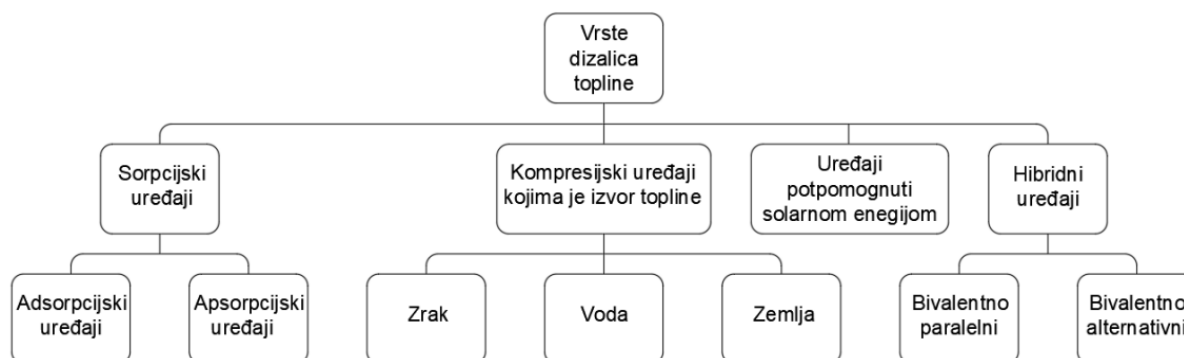 Vrste
dizalica
topline
Sorpcijski
uređaji
Kompresijski uređaji
kojima je izvor topline
Uređaji
potpomognuti
solarnom enegijom
Hibridni
uređaji
Adsorpcijski
uređaji
Apsorpcijski
uređaji
Zrak
Voda
Zemlja
Bivalentno
paralelni
Bivalentno
alternativni